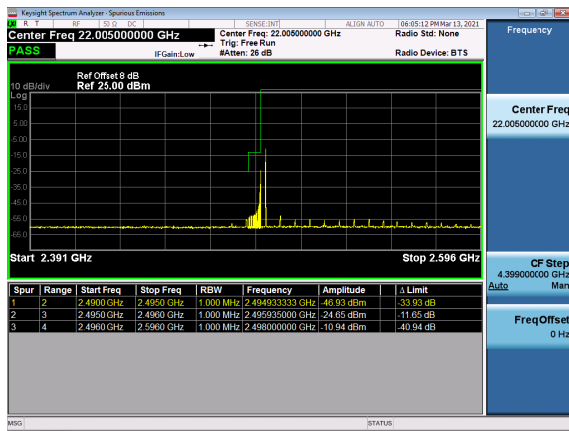 Keysight Spectrum Analyzer - Spurious Emissions
R T RF 50 Ω DC SENSE:INT ALIGN AUTO 06:05:12 PM Mar 13, 2021
Center Freq 22.005000000 GHz
Center Freq: 22.005000000 GHz Radio Std: None
Trig: Free Run
PASS IFGain:Low #Atten: 26 dB Radio Device: BTS
Ref Offset 8 dB
10 dB/div Ref 25.00 dBm
Log
15.0
5.00
-5.00
-15.0
-25.0
-35.0
-45.0
-55.0
-65.0
Start 2.391 GHz Stop 2.596 GHz
Spur Range Start Freq Stop Freq RBW Frequency Amplitude Δ Limit
1 2 2.4900 GHz 2.4950 GHz 1.000 MHz 2.494933333 GHz -46.93 dBm -33.93 dB
2 3 2.4950 GHz 2.4960 GHz 1.000 MHz 2.495935000 GHz -24.65 dBm -11.65 dB
3 4 2.4960 GHz 2.5960 GHz 1.000 MHz 2.498000000 GHz -10.94 dBm -40.94 dB
MSG STATUS
Frequency
Center Freq
22.005000000 GHz
CF Step
4.399000000 GHz
Auto Man
Freq Offset
0 Hz